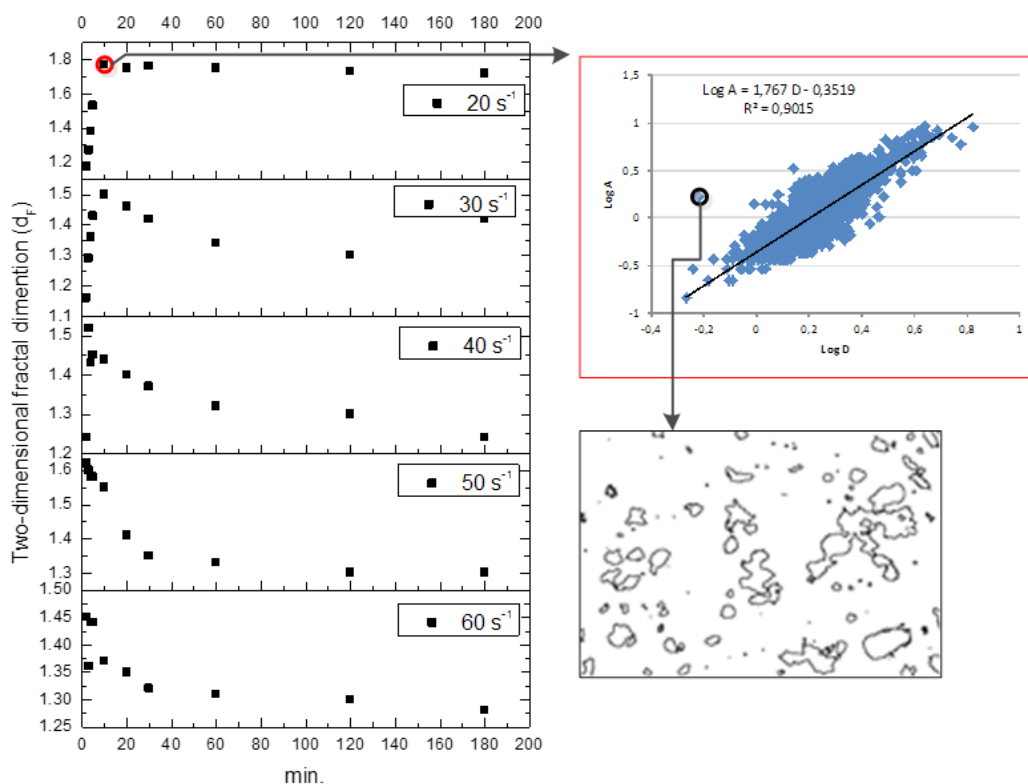 0 20 40 60 80 100 120 140 160 180 200
Two-dimensional fractal dimention (dF)
1.8
1.6
1.4
1.2
20 s⁻¹
1.5
1.4
1.3
1.2
1.1
30 s⁻¹
1.5
1.4
1.3
1.2
40 s⁻¹
1.6
1.5
1.4
1.3
50 s⁻¹
1.50
1.45
1.40
1.35
1.30
1.25
60 s⁻¹
0 20 40 60 80 100 120 140 160 180 200
min.
Log A = 1,767 D - 0,3519
R² = 0,9015
Log A
1,5
1
0,5
0
-0,5
-1
-0,4 -0,2 0 0,2 0,4 0,6 0,8 1
Log D